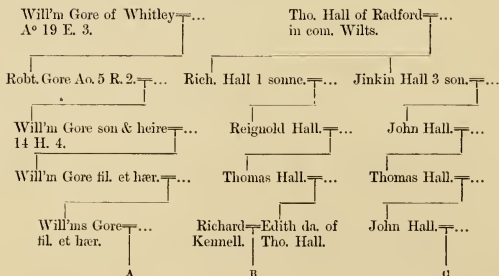 Will'm Gore of Whitley=...
Aº 19 E. 3.
Tho. Hall of Radford=...
in com. Wilts.
Robt. Gore Ao. 5 R. 2.=...
Rich. Hall 1 sonne.=...
Jinkin Hall 3 son.=...
Will'm Gore son & heire=...
14 H. 4.
Reignold Hall.=...
John Hall.=...
Will'm Gore fil. et hær.=...
Thomas Hall.=...
Thomas Hall.=...
Will'ms Gore=...
fil. et hær.
Richard=Edith da. of
Kennell. Tho. Hall.
John Hall.=...
A
B
C